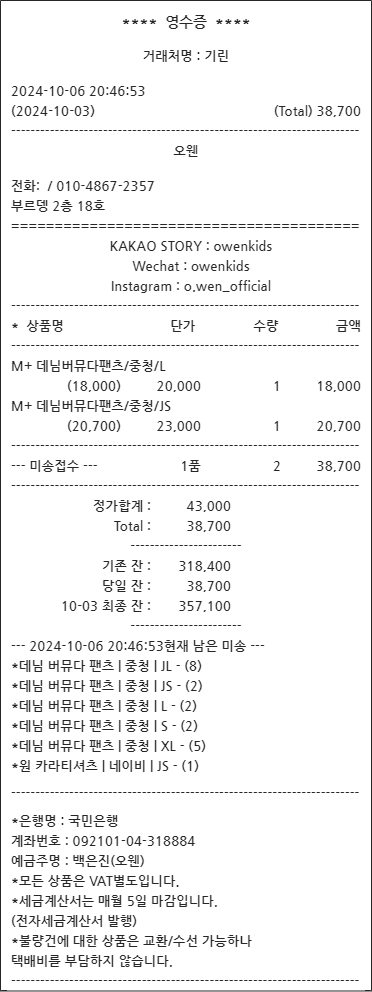 **** 영수증 ****
거래처명 : 기린
2024-10-06 20:46:53
(2024-10-03) (Total) 38,700
오웬
전화: / 010-4867-2357
부르뎅 2층 18호
KAKAO STORY : owenkids
Wechat : owenkids
Instagram : o.wen_official
* 상품명 단가 수량 금액
M+ 데님버뮤다팬츠/중청/L
(18,000) 20,000 1 18,000
M+ 데님버뮤다팬츠/중청/JS
(20,700) 23,000 1 20,700
--- 미송접수 --- 1품 2 38,700
정가합계 : 43,000
Total : 38,700
기존 잔 : 318,400
당일 잔 : 38,700
10-03 최종 잔 : 357,100
--- 2024-10-06 20:46:53현재 남은 미송 ---
*데님 버뮤다 팬츠 | 중청 | JL - (8)
*데님 버뮤다 팬츠 | 중청 | JS - (2)
*데님 버뮤다 팬츠 | 중청 | L - (2)
*데님 버뮤다 팬츠 | 중청 | S - (2)
*데님 버뮤다 팬츠 | 중청 | XL - (5)
*원 카라티셔츠 | 네이비 | JS - (1)
*은행명 : 국민은행
계좌번호 : 092101-04-318884
예금주명 : 백은진(오웬)
*모든 상품은 VAT별도입니다.
*세금계산서는 매월 5일 마감입니다.
(전자세금계산서 발행)
*불량건에 대한 상품은 교환/수선 가능하나
택배비를 부담하지 않습니다.